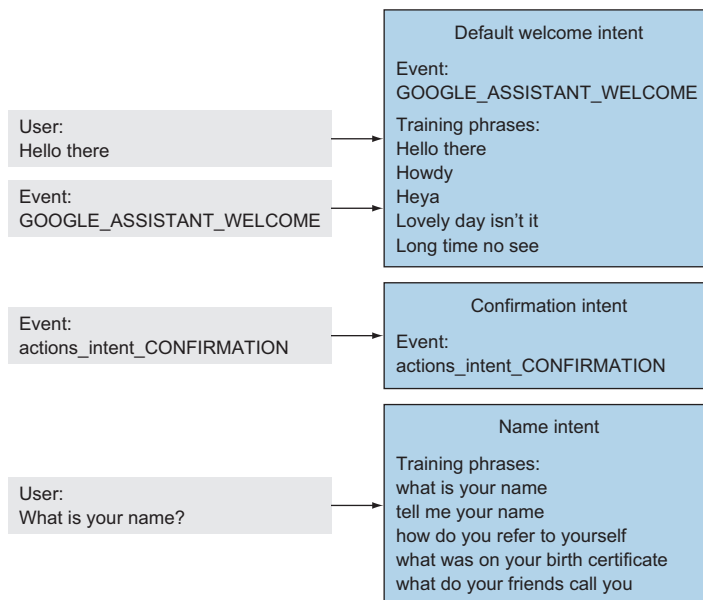 User:
Hello there
Event:
GOOGLE_ASSISTANT_WELCOME
Default welcome intent
Event:
GOOGLE_ASSISTANT_WELCOME
Training phrases:
Hello there
Howdy
Heya
Lovely day isn't it
Long time no see
Event:
actions_intent_CONFIRMATION
Confirmation intent
Event:
actions_intent_CONFIRMATION
User:
What is your name?
Name intent
Training phrases:
what is your name
tell me your name
how do you refer to yourself
what was on your birth certificate
what do your friends call you